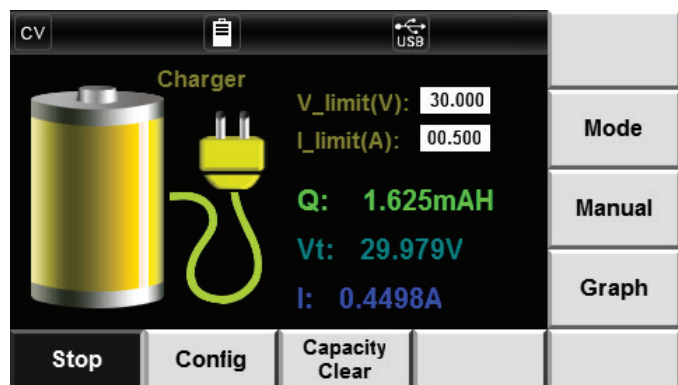 CV
USB
Charger
V_limit(V): 30.000
I_limit(A): 00.500
Q: 1.625mAH
Vt: 29.979V
I: 0.4498A
Mode
Manual
Graph
Stop
Config
Capacity
Clear